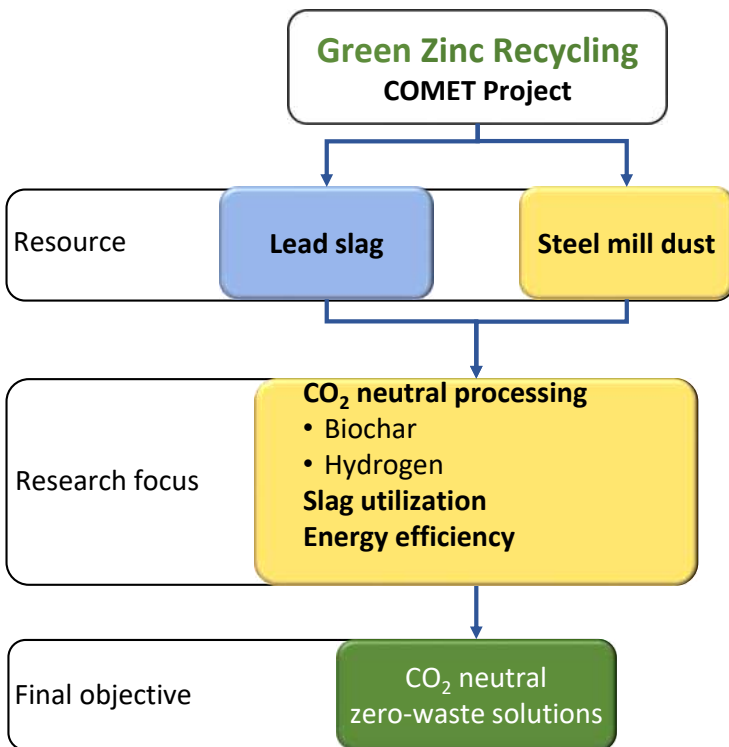 Green Zinc Recycling
COMET Project
Resource
Lead slag
Steel mill dust
Research focus
CO₂ neutral processing
• Biochar
• Hydrogen
Slag utilization
Energy efficiency
Final objective
CO₂ neutral
zero-waste solutions